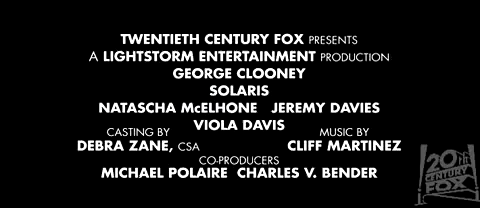 TWENTIETH CENTURY FOX PRESENTS
A LIGHTSTORM ENTERTAINMENT PRODUCTION
GEORGE CLOONEY
SOLARIS
NATASCHA McELHONE JEREMY DAVIES
VIOLA DAVIS
CASTING BY MUSIC BY
DEBRA ZANE, CSA CLIFF MARTINEZ
CO-PRODUCERS
MICHAEL POLAIRE CHARLES V. BENDER
20TH
CENTURY
FOX